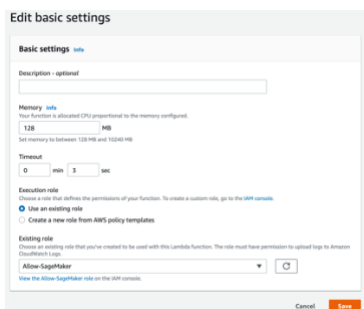 Edit basic settings
Basic settings Info
Description - optional
Memory Info
Your function is allocated CPU proportional to the memory configured.
128 MB
Set memory to between 128 MB and 10240 MB
Timeout
0 min 3 sec
Execution role
Choose a role that defines the permissions of your function. To create a custom role, go to the IAM console.
Use an existing role
Create a new role from AWS policy templates
Existing role
Choose an existing role that you've created to be used with this Lambda function. The role must have permission to upload logs to Amazon
CloudWatch Logs.
Allow-SageMaker
View the Allow-SageMaker role on the IAM console.
Cancel Save